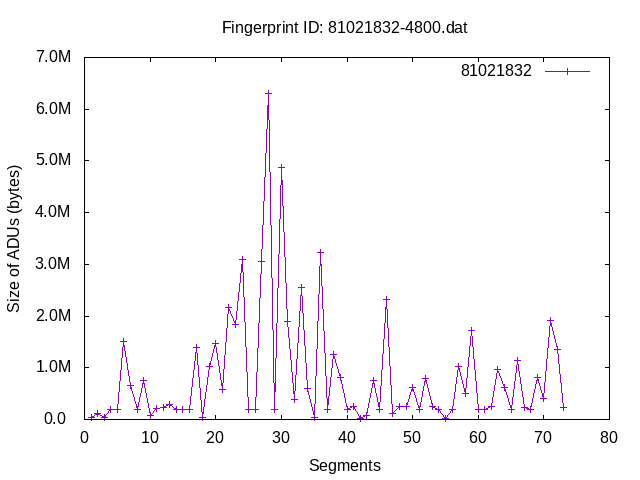 Fingerprint ID: 81021832-4800.dat
7.0M
81021832
6.0M
5.0M
4.0M
3.0M
2.0M
1.0M
0.0
Size of ADUs (bytes)
0 10 20 30 40 50 60 70 80
Segments